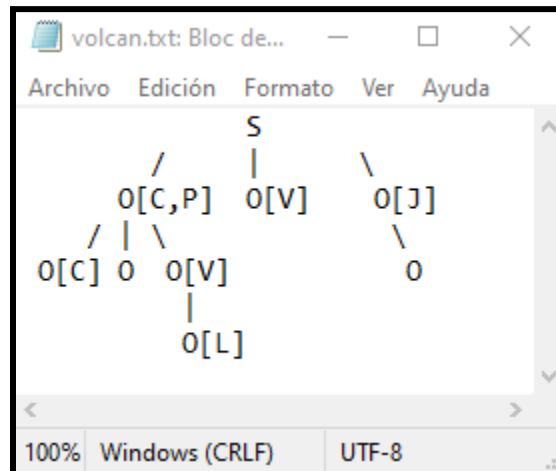 volcan.txt: Bloc de...
Archivo Edición Formato Ver Ayuda
S
/ | \
O[C,P] O[V] O[J]
/ | \ \
O[C] O O[V] O
|
O[L]
100% Windows (CRLF) UTF-8